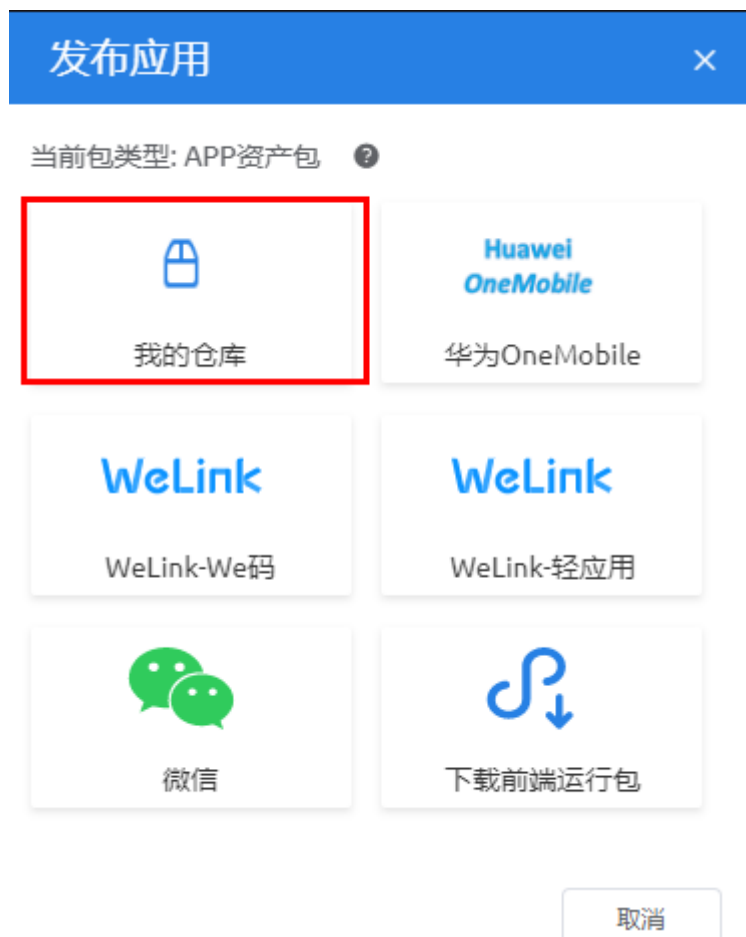 发布应用
当前包类型: APP资产包
Huawei
OneMobile
我的仓库
华为OneMobile
WeLink
WeLink
WeLink-We码
WeLink-轻应用
微信
下载前端运行包
取消